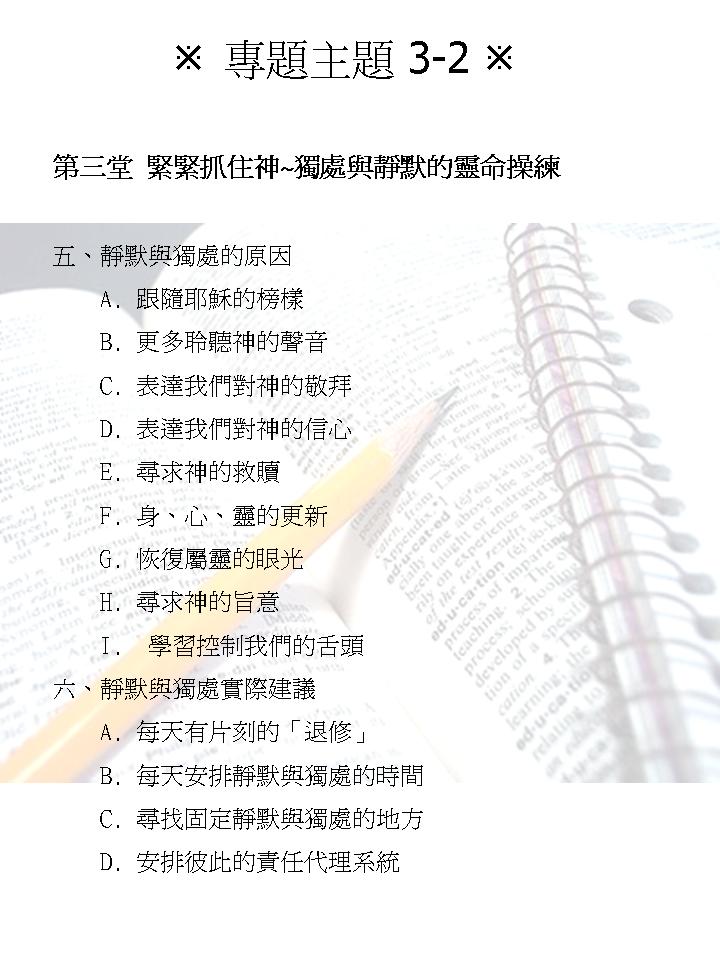 ※ 專題主題 3-2 ※
第三堂 緊緊抓住神~獨處與靜默的靈命操練
五、靜默與獨處的原因
A. 跟隨耶穌的榜樣
B. 更多聆聽神的聲音
C. 表達我們對神的敬拜
D. 表達我們對神的信心
E. 尋求神的救贖
F. 身、心、靈的更新
G. 恢復屬靈的眼光
H. 尋求神的旨意
I. 學習控制我們的舌頭
六、靜默與獨處實際建議
A. 每天有片刻的「退修」
B. 每天安排靜默與獨處的時間
C. 尋找固定靜默與獨處的地方
D. 安排彼此的責任代理系統